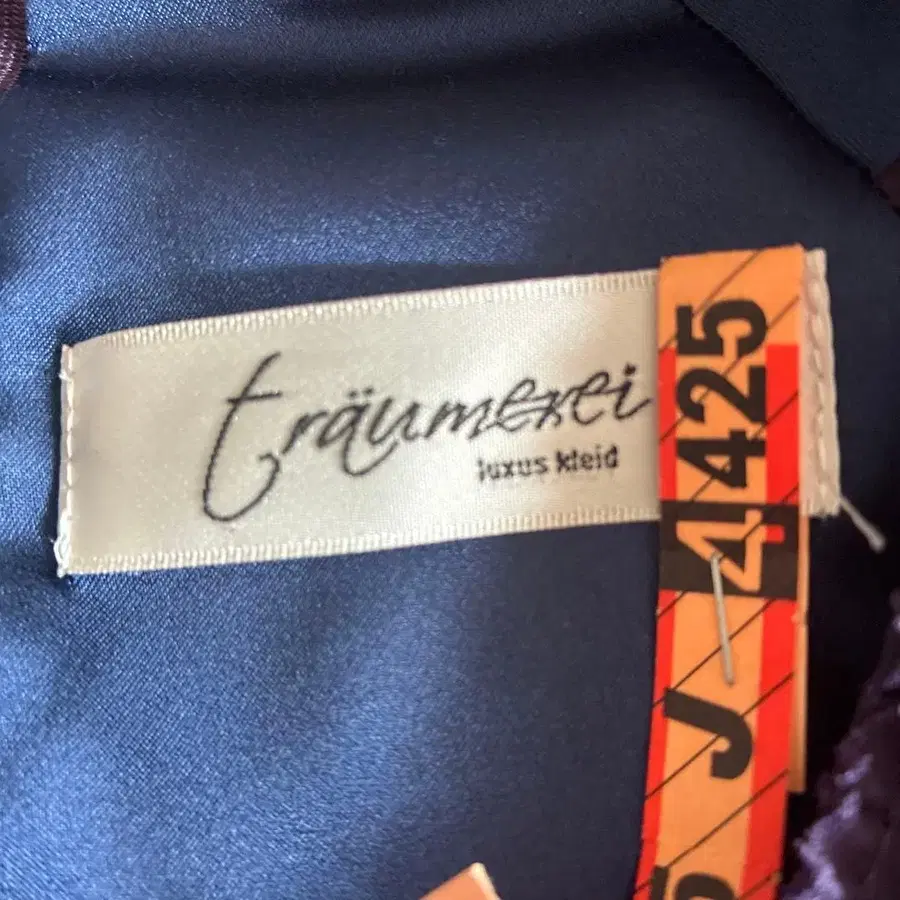 träumerei
luxus kleid
J 4425